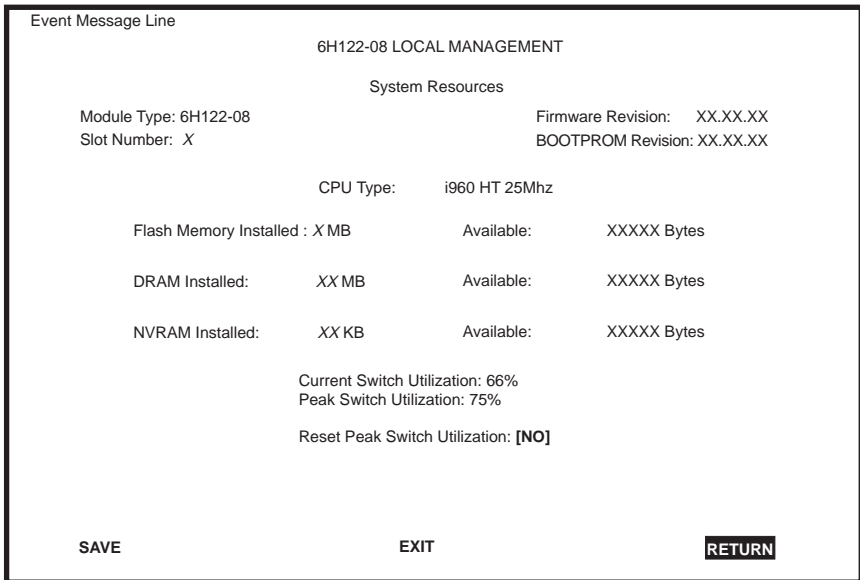 Event Message Line
6H122-08 LOCAL MANAGEMENT
System Resources
Module Type: 6H122-08 Firmware Revision: XX.XX.XX
Slot Number: X BOOTPROM Revision: XX.XX.XX
CPU Type: i960 HT 25Mhz
Flash Memory Installed : X MB Available: XXXXX Bytes
DRAM Installed: XX MB Available: XXXXX Bytes
NVRAM Installed: XX KB Available: XXXXX Bytes
Current Switch Utilization: 66%
Peak Switch Utilization: 75%
Reset Peak Switch Utilization: [NO]
SAVE EXIT RETURN